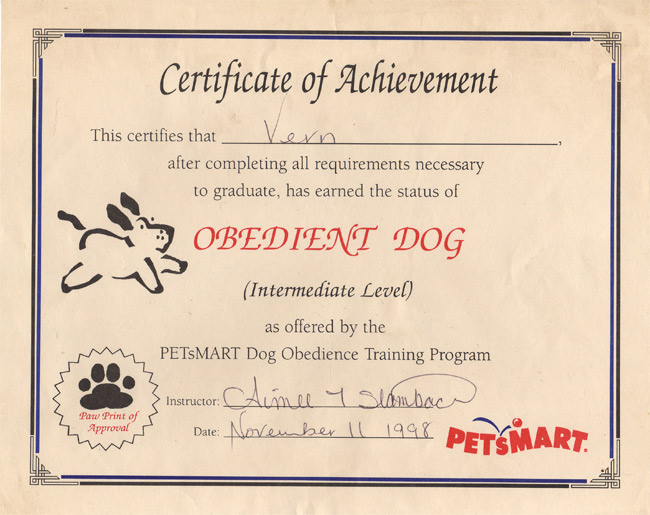 Certificate of Achievement
This certifies that Vern,
after completing all requirements necessary
to graduate, has earned the status of
OBEDIENT DOG
(Intermediate Level)
as offered by the
PETsMART Dog Obedience Training Program
Paw Print of
Approval
Instructor: Aimee
Date: November 11 1998
PETsMART